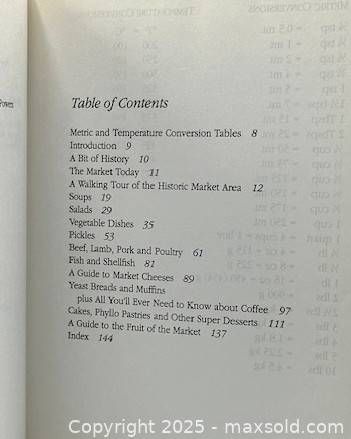 Power
Table of Contents
Metric and Temperature Conversion Tables 8
Introduction 9
A Bit of History 10
The Market Today 11
A Walking Tour of the Historic Market Area 12
Soups 19
Salads 29
Vegetable Dishes 35
Pickles 53
Beef, Lamb, Pork and Poultry 61
Fish and Shellfish 81
A Guide to Market Cheeses 89
Yeast Breads and Muffins
plus All You'll Ever Need to Know about Coffee 97
Cakes, Phyllo Pastries and Other Super Desserts 111
A Guide to the Fruit of the Market 137
Index 144
Copyright 2025 - maxsold.com